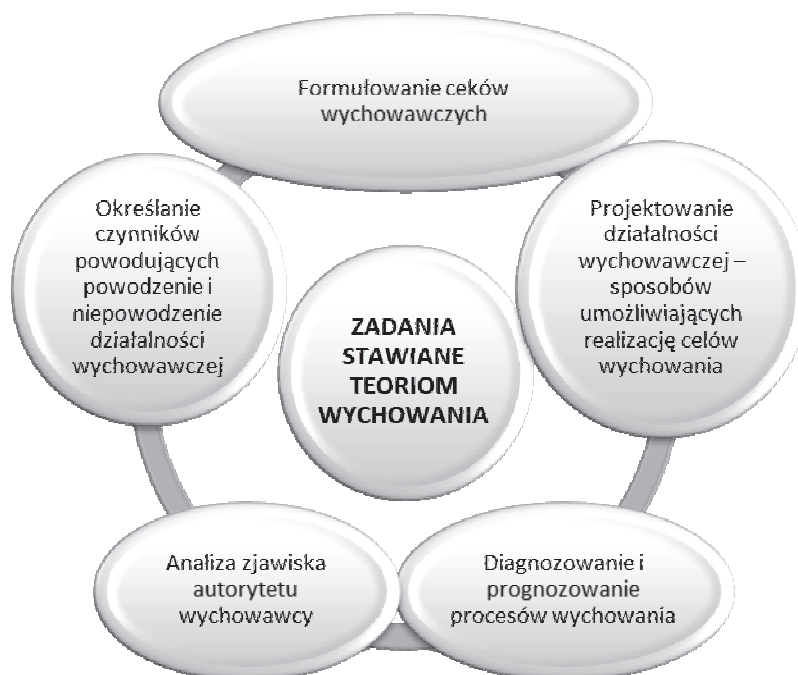 Formułowanie ceków
wychowawczych
Projektowanie
działalności
wychowawczej –
sposobów
umożliwiających
realizację celów
wychowania
Diagnozowanie i
prognozowanie
procesów wychowania
Analiza zjawiska
autorytetu
wychowawcy
Określanie
czynników
powodujących
powodzenie i
niepowodzenie
działalności
wychowawczej
ZADANIA
STAWIANE
TEORIOM
WYCHOWANIA